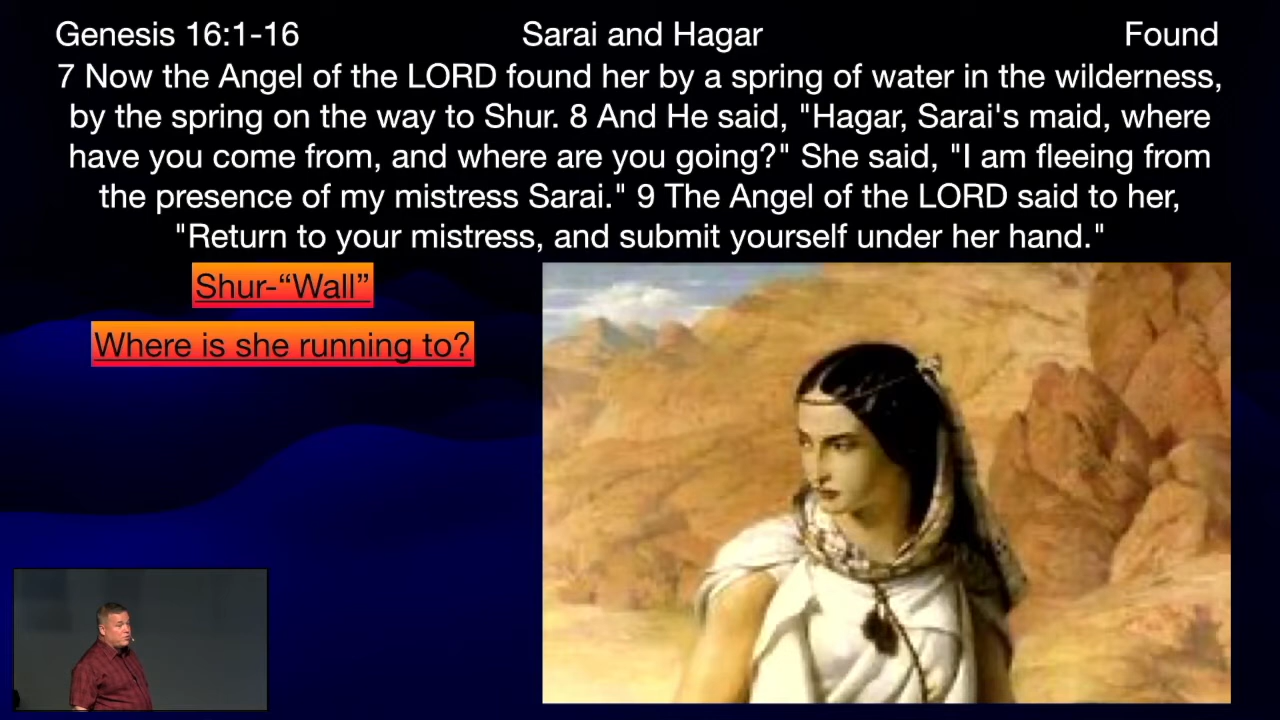 Genesis 16:1-16 Sarai and Hagar Found
7 Now the Angel of the LORD found her by a spring of water in the wilderness,
by the spring on the way to Shur. 8 And He said, "Hagar, Sarai's maid, where
have you come from, and where are you going?" She said, "I am fleeing from
the presence of my mistress Sarai." 9 The Angel of the LORD said to her,
"Return to your mistress, and submit yourself under her hand."
Shur-“Wall”
Where is she running to?